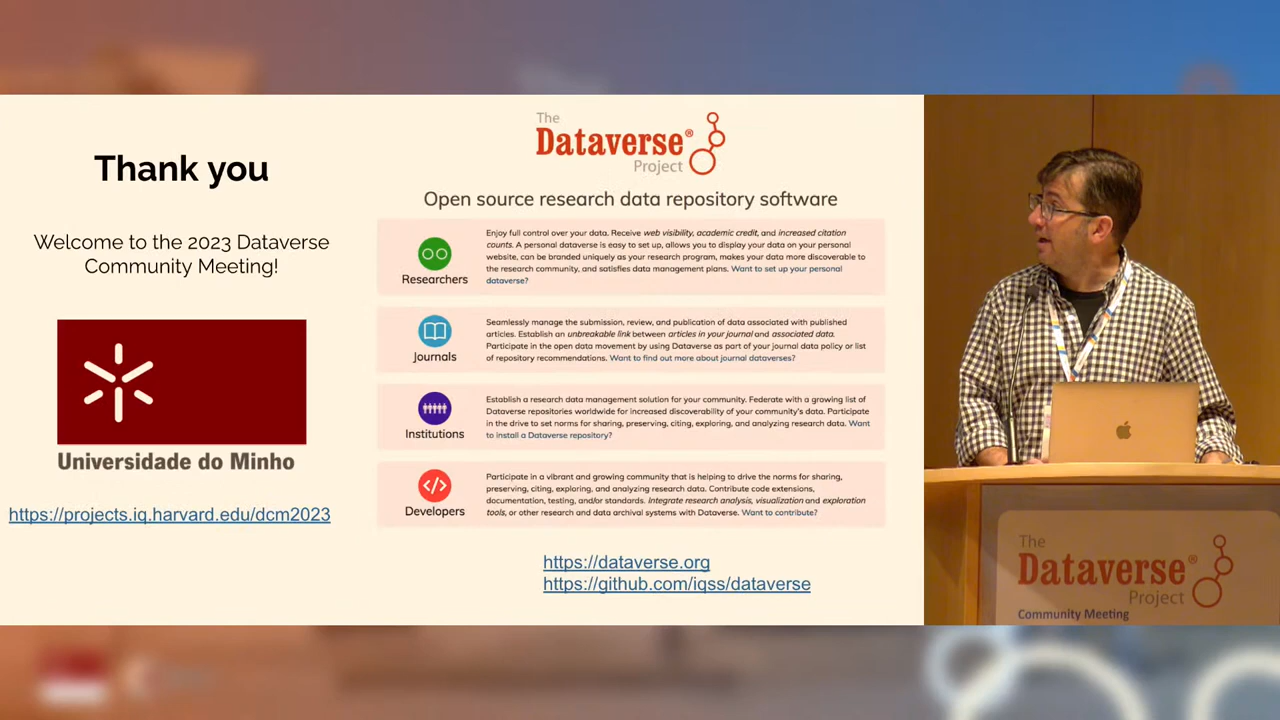 Thank you
Welcome to the 2023 Dataverse
Community Meeting!
Universidade do Minho
https://projects.iq.harvard.edu/dcm2023
The
Dataverse®
Project
Open source research data repository software
Researchers
Enjoy full control over your data. Receive web visibility, academic credit, and increased citation
counts. A personal dataverse is easy to set up, allows you to display your data on your personal
website, can be branded uniquely as your research program, makes your data more discoverable to
the research community, and satisfies data management plans. Want to set up your personal
dataverse?
Journals
Seamlessly manage the submission, review, and publication of data associated with published
articles. Establish an unbreakable link between articles in your journal and associated data.
Participate in the open data movement by using Dataverse as part of your journal data policy or list
of repository recommendations. Want to find out more about journal dataverses?
Institutions
Establish a research data management solution for your community. Federate with a growing list of
Dataverse repositories worldwide for increased discoverability of your community's data. Participate
in the drive to set norms for sharing, preserving, citing, exploring, and analyzing research data. Want
to install a Dataverse repository?
Developers
Participate in a vibrant and growing community that is helping to drive the norms for sharing,
preserving, citing, exploring, and analyzing research data. Contribute code extensions,
documentation, testing, and/or standards. Integrate research analysis, visualization and exploration
tools, or other research and data archival systems with Dataverse. Want to contribute?
https://dataverse.org
https://github.com/iqss/dataverse
The
Dataverse®
Project
Community Meeting